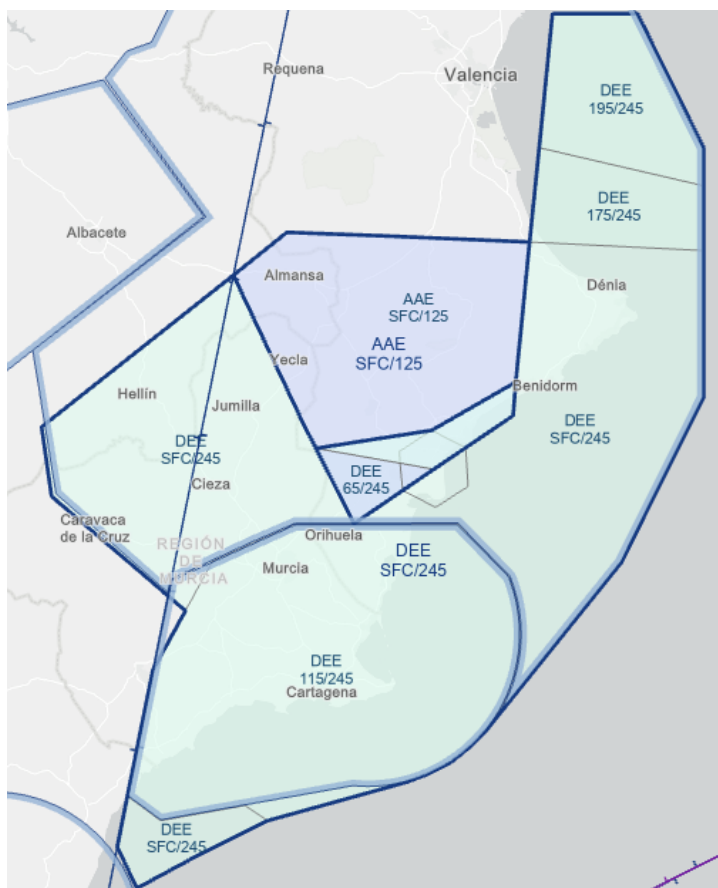 Requena
Valencia
DEE
195/245
DEE
175/245
Albacete
Almansa
Dénia
AAE
SFC/125
AAE
SFC/125
Yecla
Benidorm
Hellín
Jumilla
DEE
SFC/245
DEE
SFC/245
DEE
65/245
Cieza
Caravaca
de la Cruz
Orihuela
REGIÓN
DE
MURCIA
DEE
SFC/245
Murcia
DEE
115/245
Cartagena
DEE
SFC/245